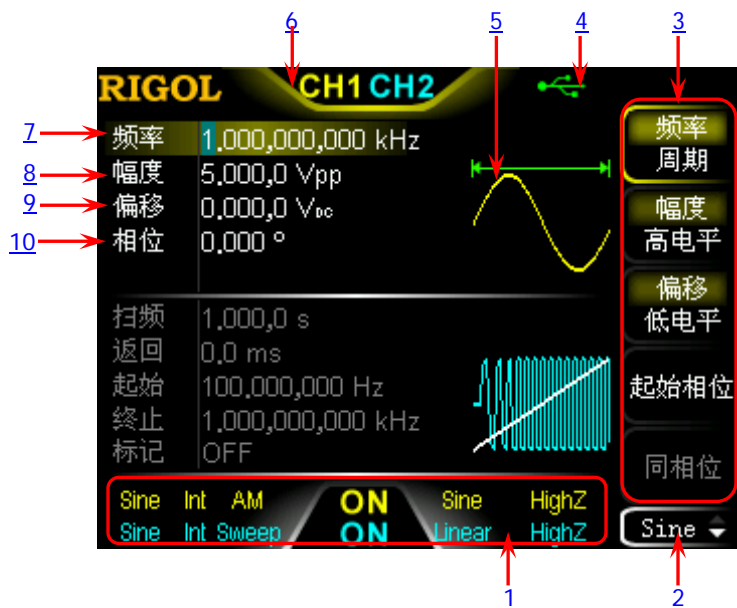 6 5 4 3
RIGOL CH1 CH2
7 频率 1.000,000,000 kHz
8 幅度 5.000,0 Vpp
9 偏移 0.000,0 VDC
10 相位 0.000 °
扫频 1.000,0 s
返回 0.0 ms
起始 100.000,000 Hz
终止 1.000,000,000 kHz
标记 OFF
频率
周期
幅度
高电平
偏移
低电平
起始相位
同相位
Sine Int AM ON Sine HighZ
Sine Int Sweep ON Linear HighZ
Sine
1 2